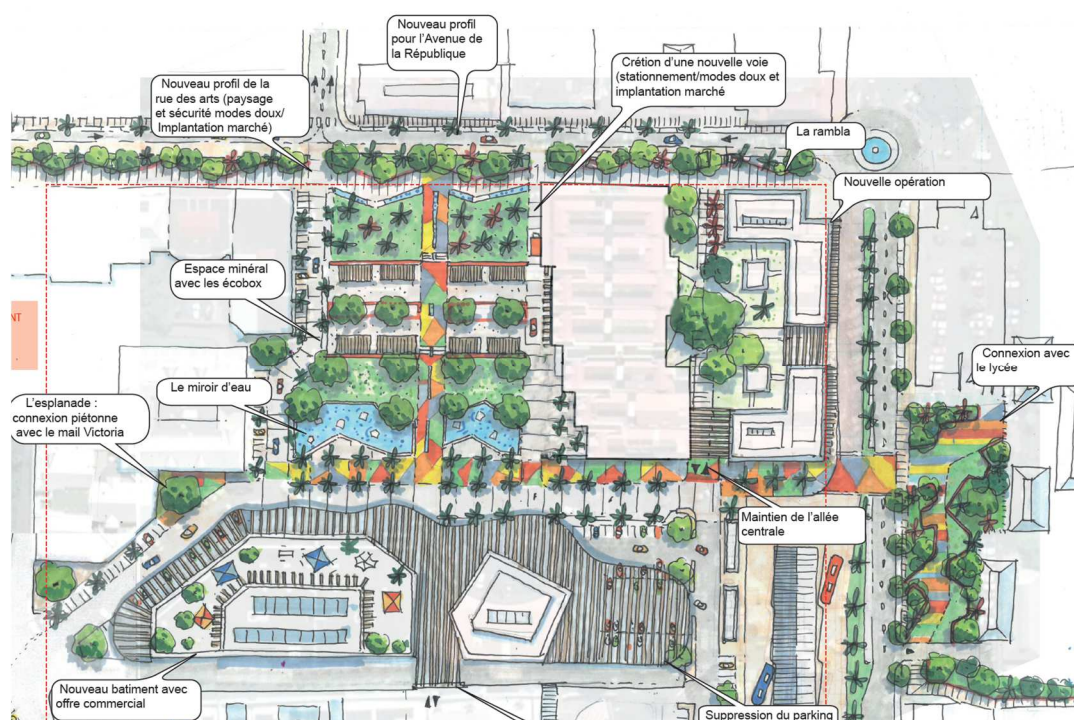 Nouveau profil
pour l'Avenue de
la République
Crétion d'une nouvelle voie
(stationnement/modes doux et
implantation marché
Nouveau profil de la
rue des arts (paysage
et sécurité modes doux/
Implantation marché)
La rambla
Nouvelle opération
Espace minéral
avec les écobox
NT
Connexion avec
le lycée
Le miroir d'eau
L'esplanade :
connexion piétonne
avec le mail Victoria
Maintien de l'allée
centrale
Nouveau batiment avec
offre commercial
Suppression du parking